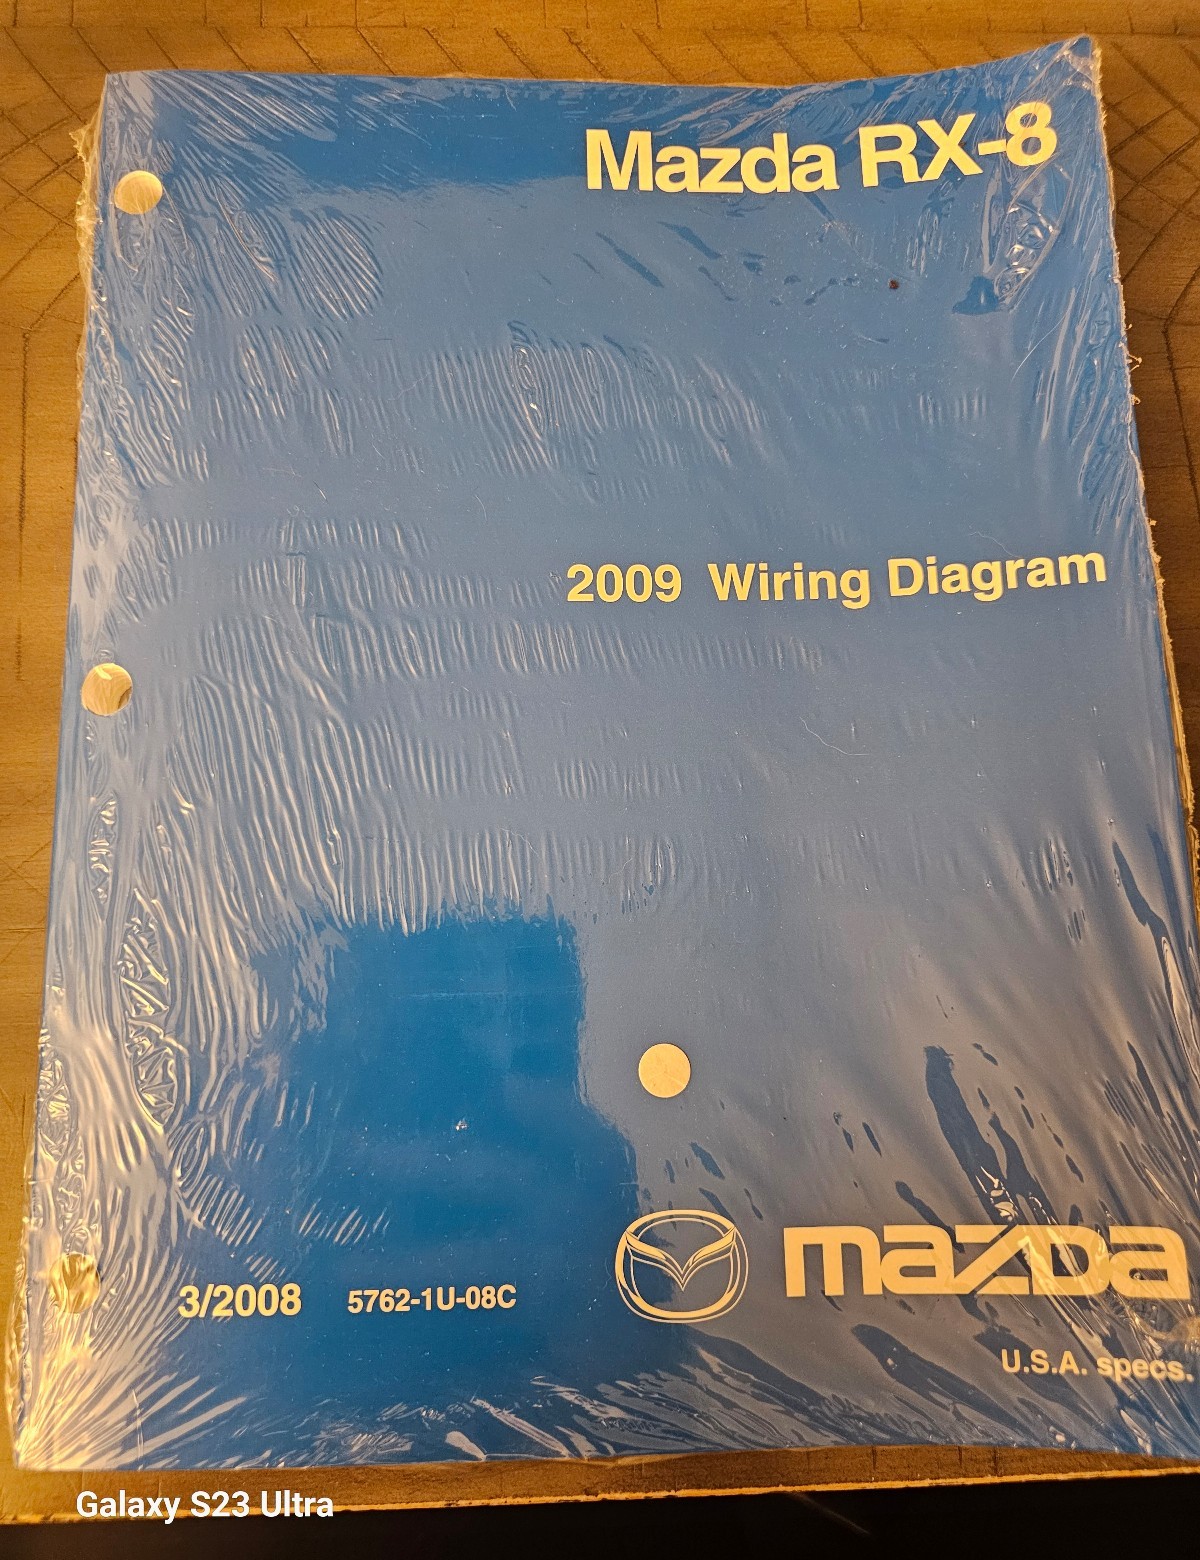 Mazda RX-8
2009 Wiring Diagram
mazda
3/2008 5762-1U-08C
U.S.A. specs.
Galaxy S23 Ultra